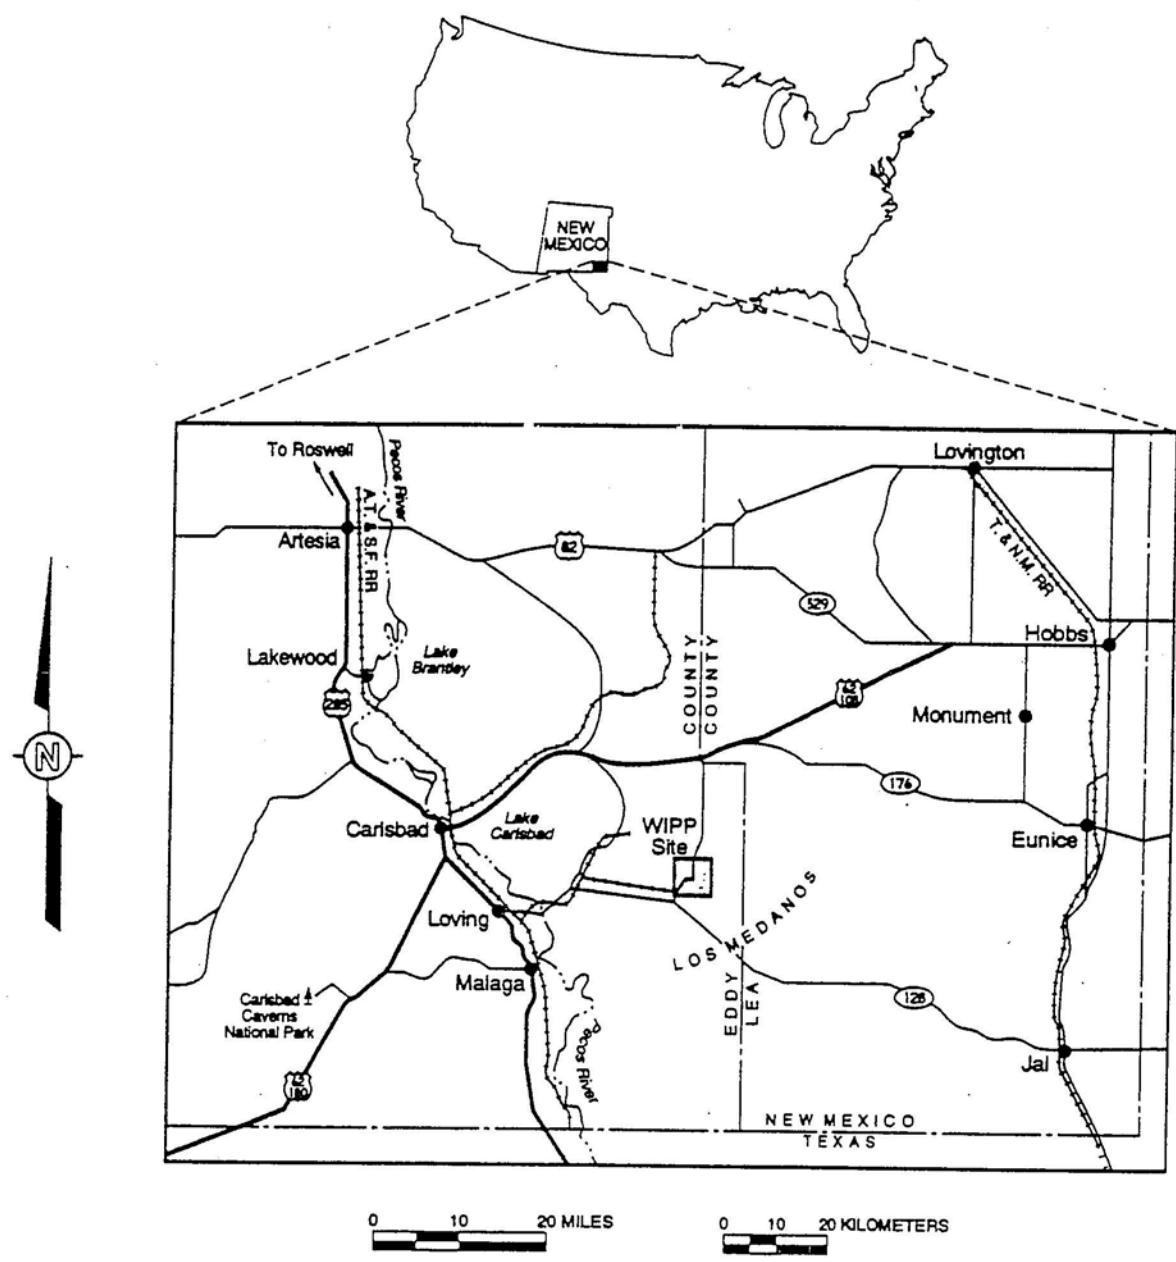 NEW
MEXICO
To Roswell
Pecos River
Lovington
A.T. & S.F. RR
Artesia
82
T. & N.M. RR
529
Hobbs
Lakewood
Lake
Brantley
COUNTY
COUNTY
285
62
180
Monument
N
176
Carlsbad
Lake
Carlsbad
WIPP
Site
Eunice
Loving
LOS MEDANOS
Malaga
EDDY
LEA
128
Carlsbad
Caverns
National Park
Pecos River
Jal
62
180
NEW MEXICO
TEXAS
0 10 20 MILES
0 10 20 KILOMETERS